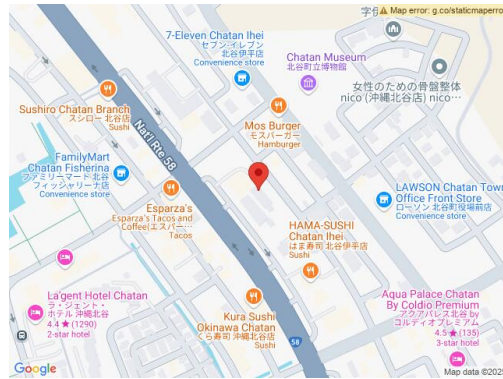 字伊
Map error: g.co/staticmaperro
7-Eleven Chatan Ihei
セブン-イレブン
北谷伊平店
Convenience store
Chatan Museum
北谷町立博物館
女性のための骨盤整体
nico (沖縄北谷店) nico…
Sushiro Chatan Branch
スシロー 北谷店
Sushi
Mos Burger
モスバーガー
Hamburger
Nat'l Rte 58
FamilyMart
Chatan Fisherina
ファミリーマート 北谷
フィッシャリーナ店
Convenience store
LAWSON Chatan Town
Office Front Store
ローソン 北谷町役場前店
Convenience store
Esparza's
Esparza's Tacos and
Coffee(エスパー…
Tacos
HAMA-SUSHI
Chatan Ihei
はま寿司 北谷伊平店
Sushi
La'gent Hotel Chatan
ラ・ジェント・
ホテル 沖縄北谷
4.4★(1290)
2-star hotel
Kura Sushi
Okinawa Chatan
くら寿司 沖縄北谷店
Sushi
58
Aqua Palace Chatan
By Coldio Premium
アクアパレス北谷 by
コルディオプレミアム
4.5★(135)
3-star hotel
Google
Map data ©202